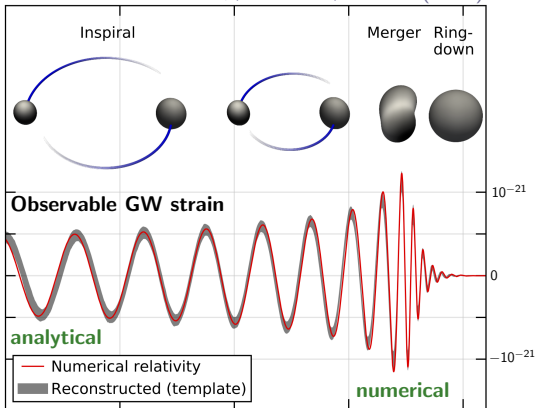 Inspiral
Merger
Ring-
down
Observable GW strain
10^{-21}
0
analytical
−10^{-21}
Numerical relativity
Reconstructed (template)
numerical